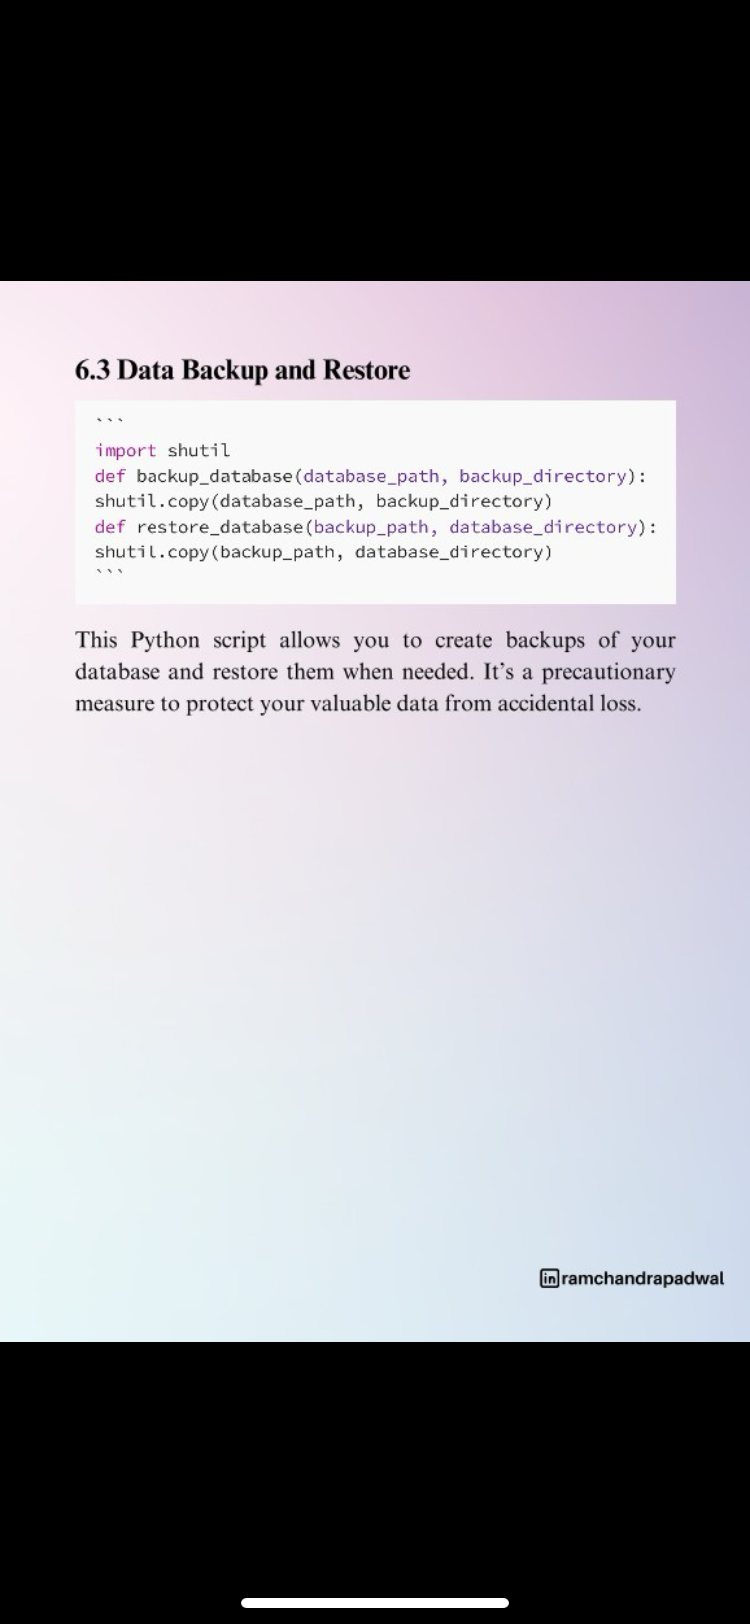 6.3 Data Backup and Restore
```
import shutil
def backup_database(database_path, backup_directory):
shutil.copy(database_path, backup_directory)
def restore_database(backup_path, database_directory):
shutil.copy(backup_path, database_directory)
```
This Python script allows you to create backups of your
database and restore them when needed. It’s a precautionary
measure to protect your valuable data from accidental loss.
in ramchandrapadwal